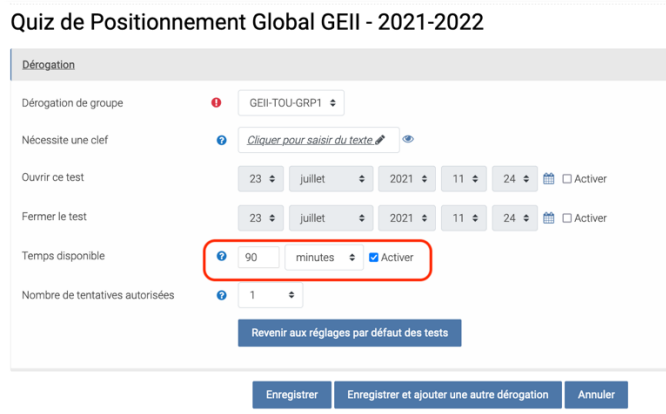 Quiz de Positionnement Global GEII - 2021-2022
Dérogation
Dérogation de groupe GEII-TOU-GRP1
Nécessite une clef Cliquer pour saisir du texte
Ouvrir ce test 23 juillet 2021 11 24 Activer
Fermer le test 23 juillet 2021 11 24 Activer
Temps disponible 90 minutes Activer
Nombre de tentatives autorisées 1
Revenir aux réglages par défaut des tests
Enregistrer Enregistrer et ajouter une autre dérogation Annuler